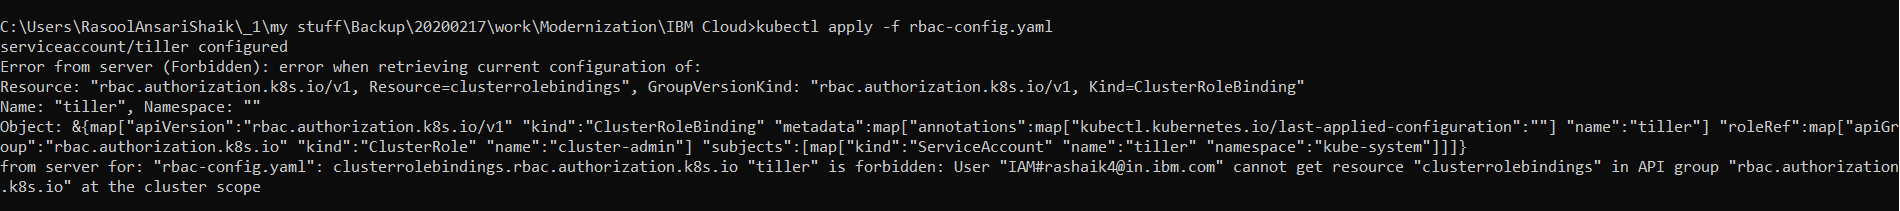 C:\Users\RasoolAnsariShaik\_1\my stuff\Backup\20200217\work\Modernization\IBM Cloud>kubectl apply -f rbac-config.yaml
serviceaccount/tiller configured
Error from server (Forbidden): error when retrieving current configuration of:
Resource: "rbac.authorization.k8s.io/v1, Resource=clusterrolebindings", GroupVersionKind: "rbac.authorization.k8s.io/v1, Kind=ClusterRoleBinding"
Name: "tiller", Namespace: ""
Object: &{map["apiVersion":"rbac.authorization.k8s.io/v1" "kind":"ClusterRoleBinding" "metadata":map["annotations":map["kubectl.kubernetes.io/last-applied-configuration":""] "name":"tiller"] "roleRef":map["apiGr
oup":"rbac.authorization.k8s.io" "kind":"ClusterRole" "name":"cluster-admin"] "subjects":[map["kind":"ServiceAccount" "name":"tiller" "namespace":"kube-system"]]]}
from server for: "rbac-config.yaml": clusterrolebindings.rbac.authorization.k8s.io "tiller" is forbidden: User "IAM#rashaik4@in.ibm.com" cannot get resource "clusterrolebindings" in API group "rbac.authorization
.k8s.io" at the cluster scope